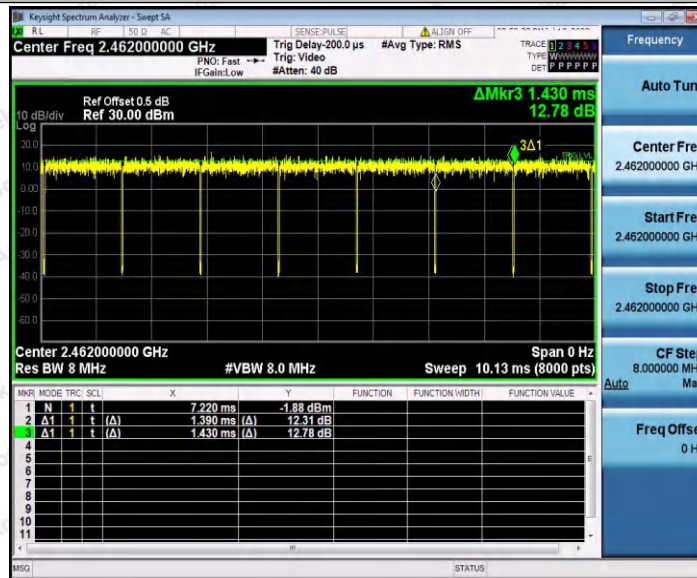 Keysight Spectrum Analyzer - Swept SA
RL RF 50 Ω AC SENSE:PULSE ALIGN OFF
Center Freq 2.462000000 GHz
PNO: Fast
IFGain:Low
Trig Delay-200.0 µs
Trig: Video
#Atten: 40 dB
#Avg Type: RMS
TRACE 1 2 3 4 5 6
TYPE WWWWWW
DET P P P P P P
ΔMkr3 1.430 ms
12.78 dB
Ref Offset 0.5 dB
10 dB/div Ref 30.00 dBm
Log
20.0
10.0
0.00
-10.0
-20.0
-30.0
-40.0
-50.0
-60.0
3Δ1
TRIG LVL
Center 2.462000000 GHz Span 0 Hz
Res BW 8 MHz #VBW 8.0 MHz Sweep 10.13 ms (8000 pts)
MKR MODE TRC SCL X Y FUNCTION FUNCTION WIDTH FUNCTION VALUE
1 N 1 t 7.220 ms -1.88 dBm
2 Δ1 1 t (Δ) 1.390 ms (Δ) 12.31 dB
3 Δ1 1 t (Δ) 1.430 ms (Δ) 12.78 dB
4
5
6
7
8
9
10
11
MSG STATUS
Frequency
Auto Tun
Center Fre
2.462000000 GH
Start Fre
2.462000000 GH
Stop Fre
2.462000000 GH
CF Ste
8.000000 MH
Auto Ma
Freq Offse
0 H